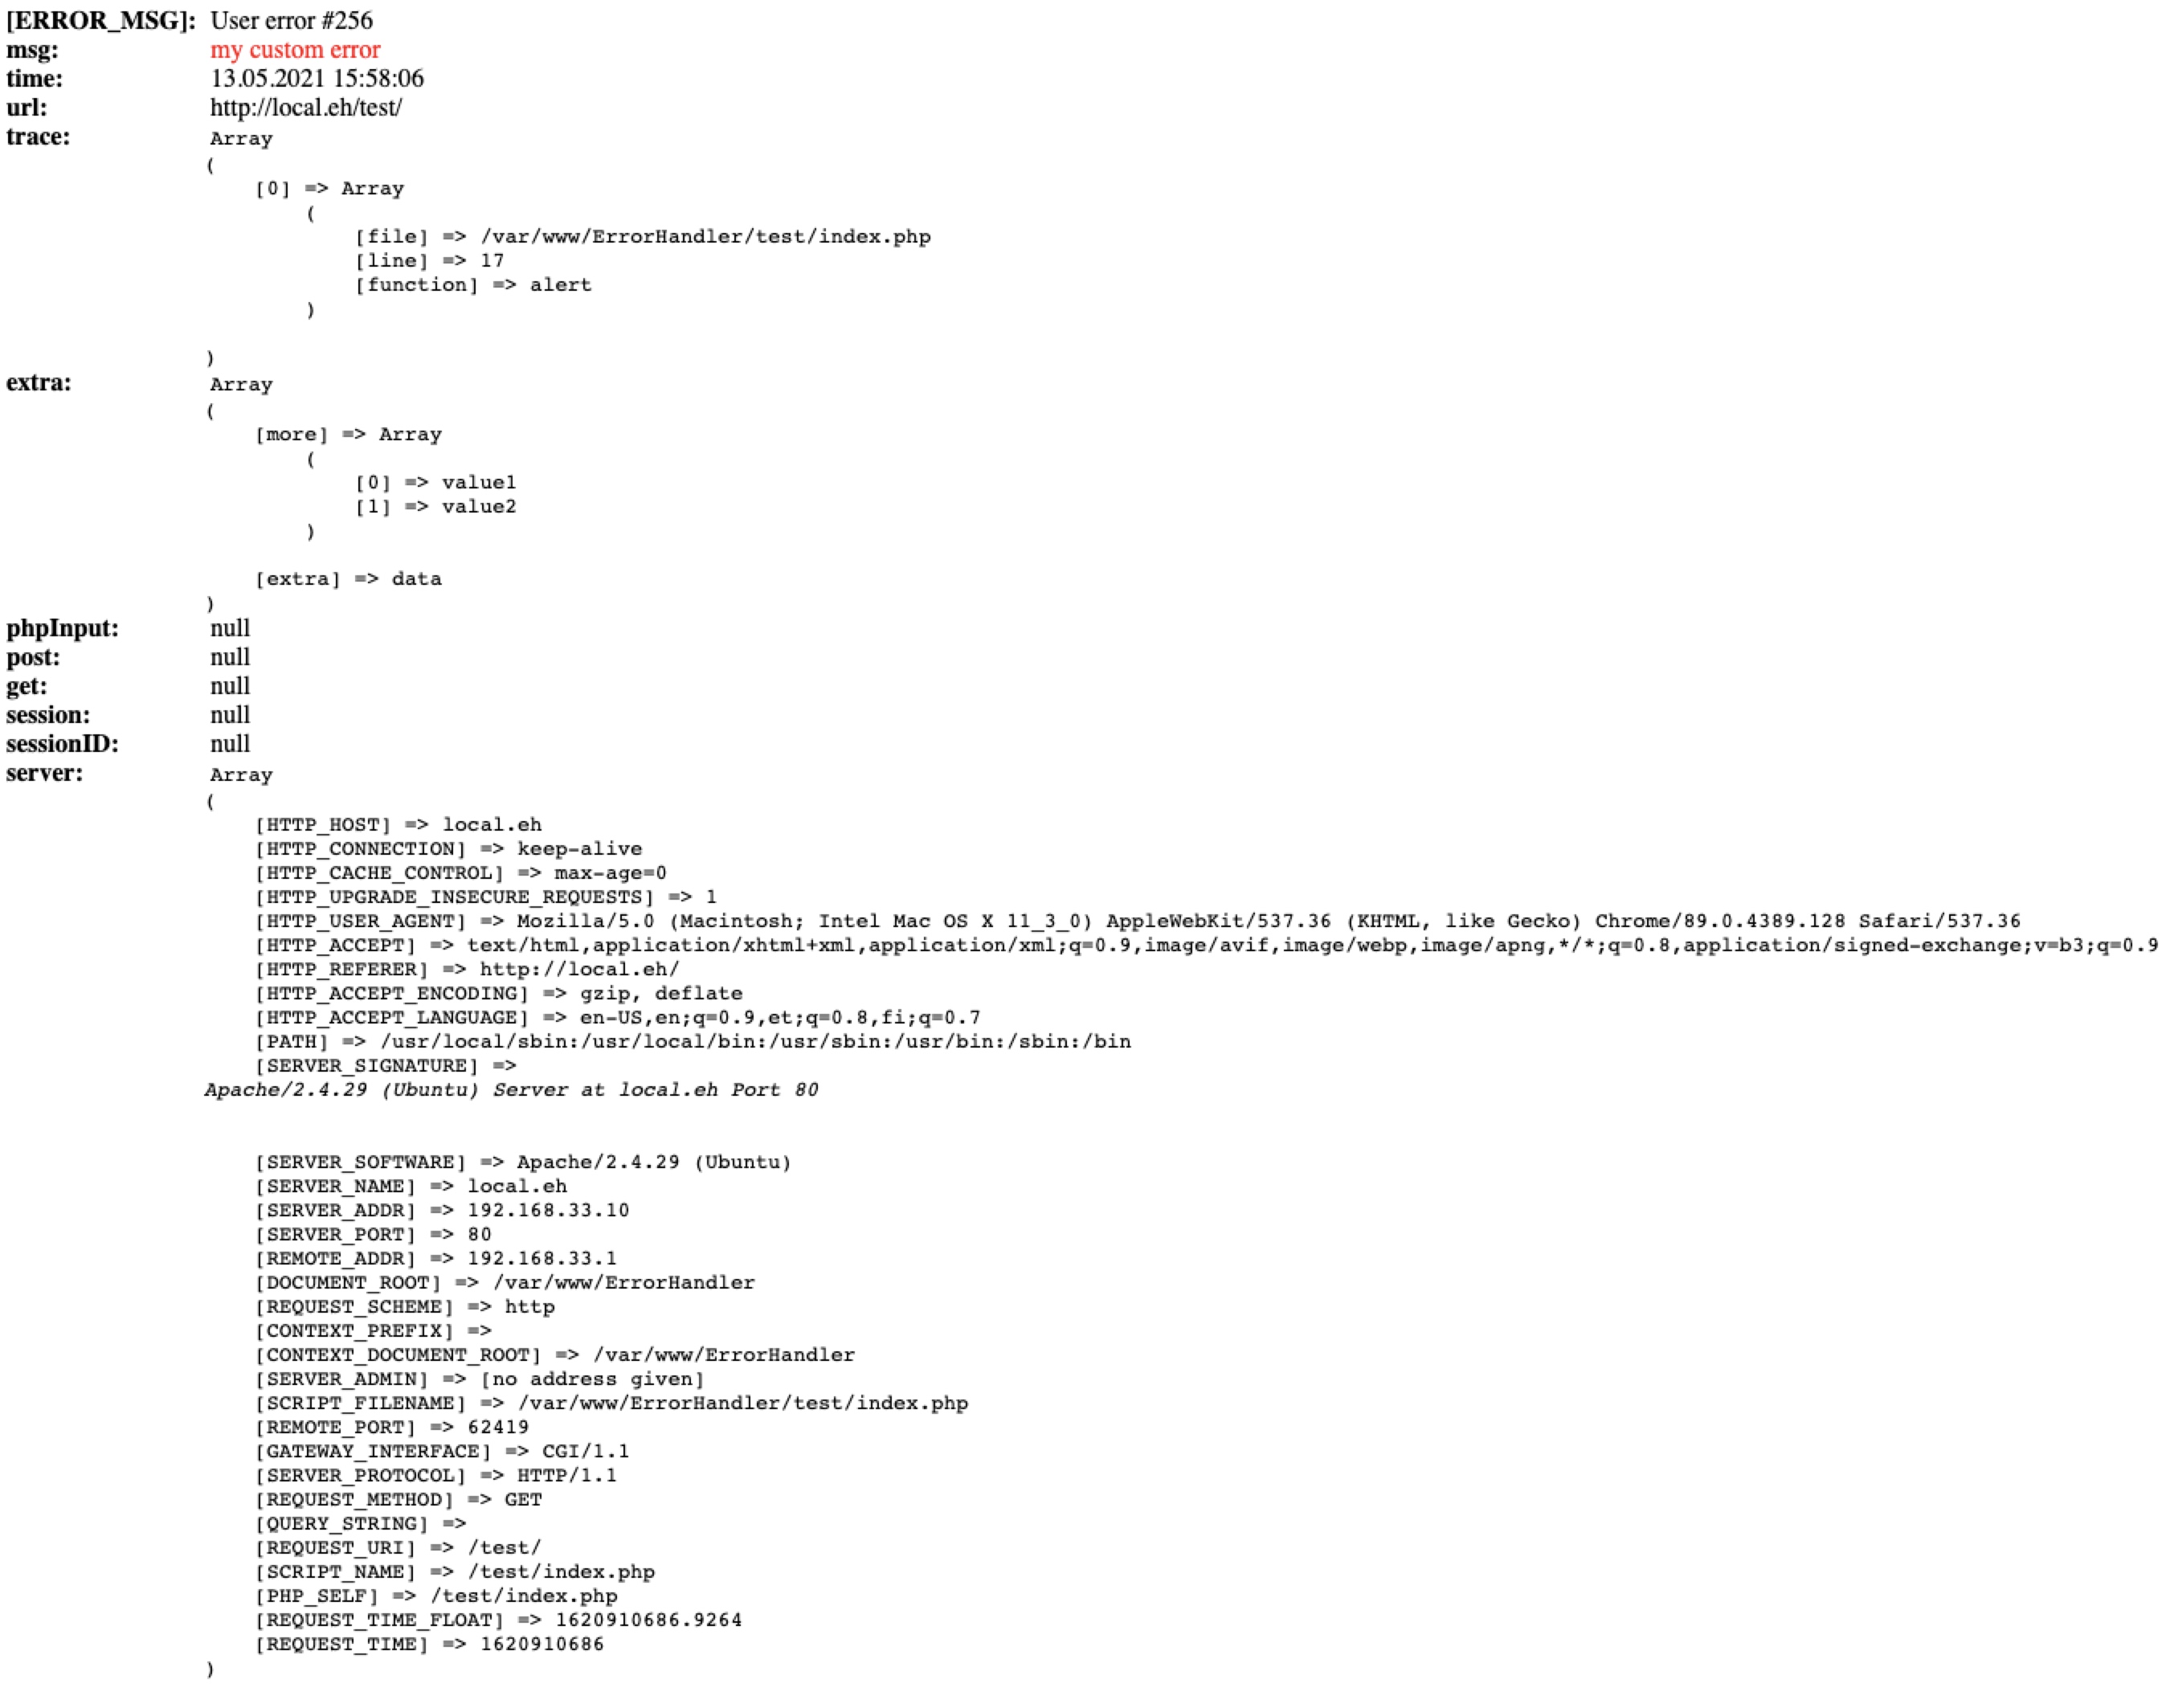 [ERROR_MSG]: User error #256
msg: my custom error
time: 13.05.2021 15:58:06
url: http://local.eh/test/
trace: Array
(
    [0] => Array
        (
            [file] => /var/www/ErrorHandler/test/index.php
            [line] => 17
            [function] => alert
        )

)
extra: Array
(
    [more] => Array
        (
            [0] => value1
            [1] => value2
        )

    [extra] => data
)
phpInput: null
post: null
get: null
session: null
sessionID: null
server: Array
(
    [HTTP_HOST] => local.eh
    [HTTP_CONNECTION] => keep-alive
    [HTTP_CACHE_CONTROL] => max-age=0
    [HTTP_UPGRADE_INSECURE_REQUESTS] => 1
    [HTTP_USER_AGENT] => Mozilla/5.0 (Macintosh; Intel Mac OS X 11_3_0) AppleWebKit/537.36 (KHTML, like Gecko) Chrome/89.0.4389.128 Safari/537.36
    [HTTP_ACCEPT] => text/html,application/xhtml+xml,application/xml;q=0.9,image/avif,image/webp,image/apng,*/*;q=0.8,application/signed-exchange;v=b3;q=0.9
    [HTTP_REFERER] => http://local.eh/
    [HTTP_ACCEPT_ENCODING] => gzip, deflate
    [HTTP_ACCEPT_LANGUAGE] => en-US,en;q=0.9,et;q=0.8,fi;q=0.7
    [PATH] => /usr/local/sbin:/usr/local/bin:/usr/sbin:/usr/bin:/sbin:/bin
    [SERVER_SIGNATURE] =>
Apache/2.4.29 (Ubuntu) Server at local.eh Port 80

    [SERVER_SOFTWARE] => Apache/2.4.29 (Ubuntu)
    [SERVER_NAME] => local.eh
    [SERVER_ADDR] => 192.168.33.10
    [SERVER_PORT] => 80
    [REMOTE_ADDR] => 192.168.33.1
    [DOCUMENT_ROOT] => /var/www/ErrorHandler
    [REQUEST_SCHEME] => http
    [CONTEXT_PREFIX] =>
    [CONTEXT_DOCUMENT_ROOT] => /var/www/ErrorHandler
    [SERVER_ADMIN] => [no address given]
    [SCRIPT_FILENAME] => /var/www/ErrorHandler/test/index.php
    [REMOTE_PORT] => 62419
    [GATEWAY_INTERFACE] => CGI/1.1
    [SERVER_PROTOCOL] => HTTP/1.1
    [REQUEST_METHOD] => GET
    [QUERY_STRING] =>
    [REQUEST_URI] => /test/
    [SCRIPT_NAME] => /test/index.php
    [PHP_SELF] => /test/index.php
    [REQUEST_TIME_FLOAT] => 1620910686.9264
    [REQUEST_TIME] => 1620910686
)